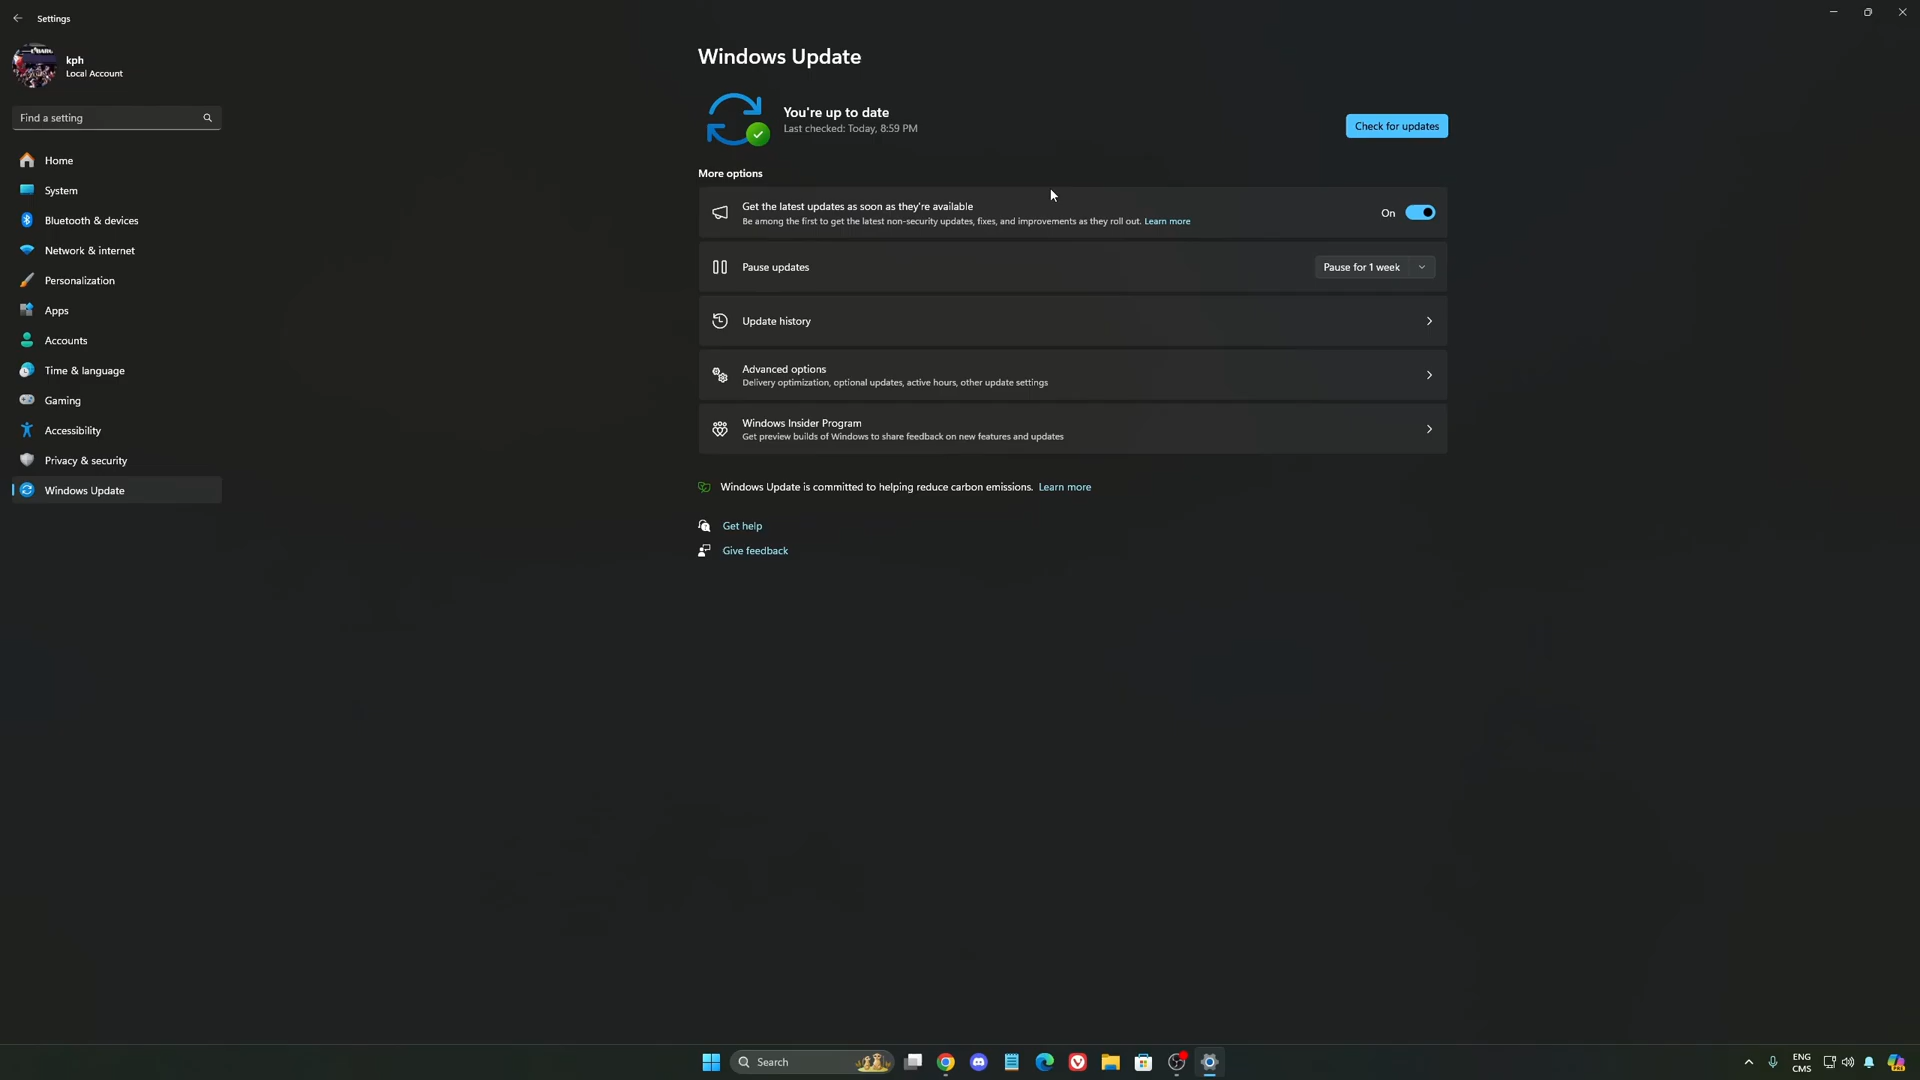 Settings
kph
Local Account
Find a setting
Home
System
Bluetooth & devices
Network & internet
Personalization
Apps
Accounts
Time & language
Gaming
Accessibility
Privacy & security
Windows Update
Windows Update
You're up to date
Last checked: Today, 8:59 PM
Check for updates
More options
Get the latest updates as soon as they're available
Be among the first to get the latest non-security updates, fixes, and improvements as they roll out. Learn more
On
Pause updates
Pause for 1 week
Update history
Advanced options
Delivery optimization, optional updates, active hours, other update settings
Windows Insider Program
Get preview builds of Windows to share feedback on new features and updates
Windows Update is committed to helping reduce carbon emissions. Learn more
Get help
Give feedback
Search
ENG
CMS